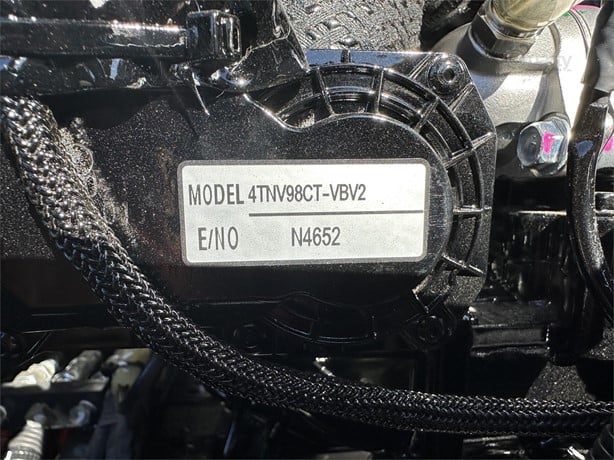 MODEL 4TNV98CT-VBV2
E/NO N4652